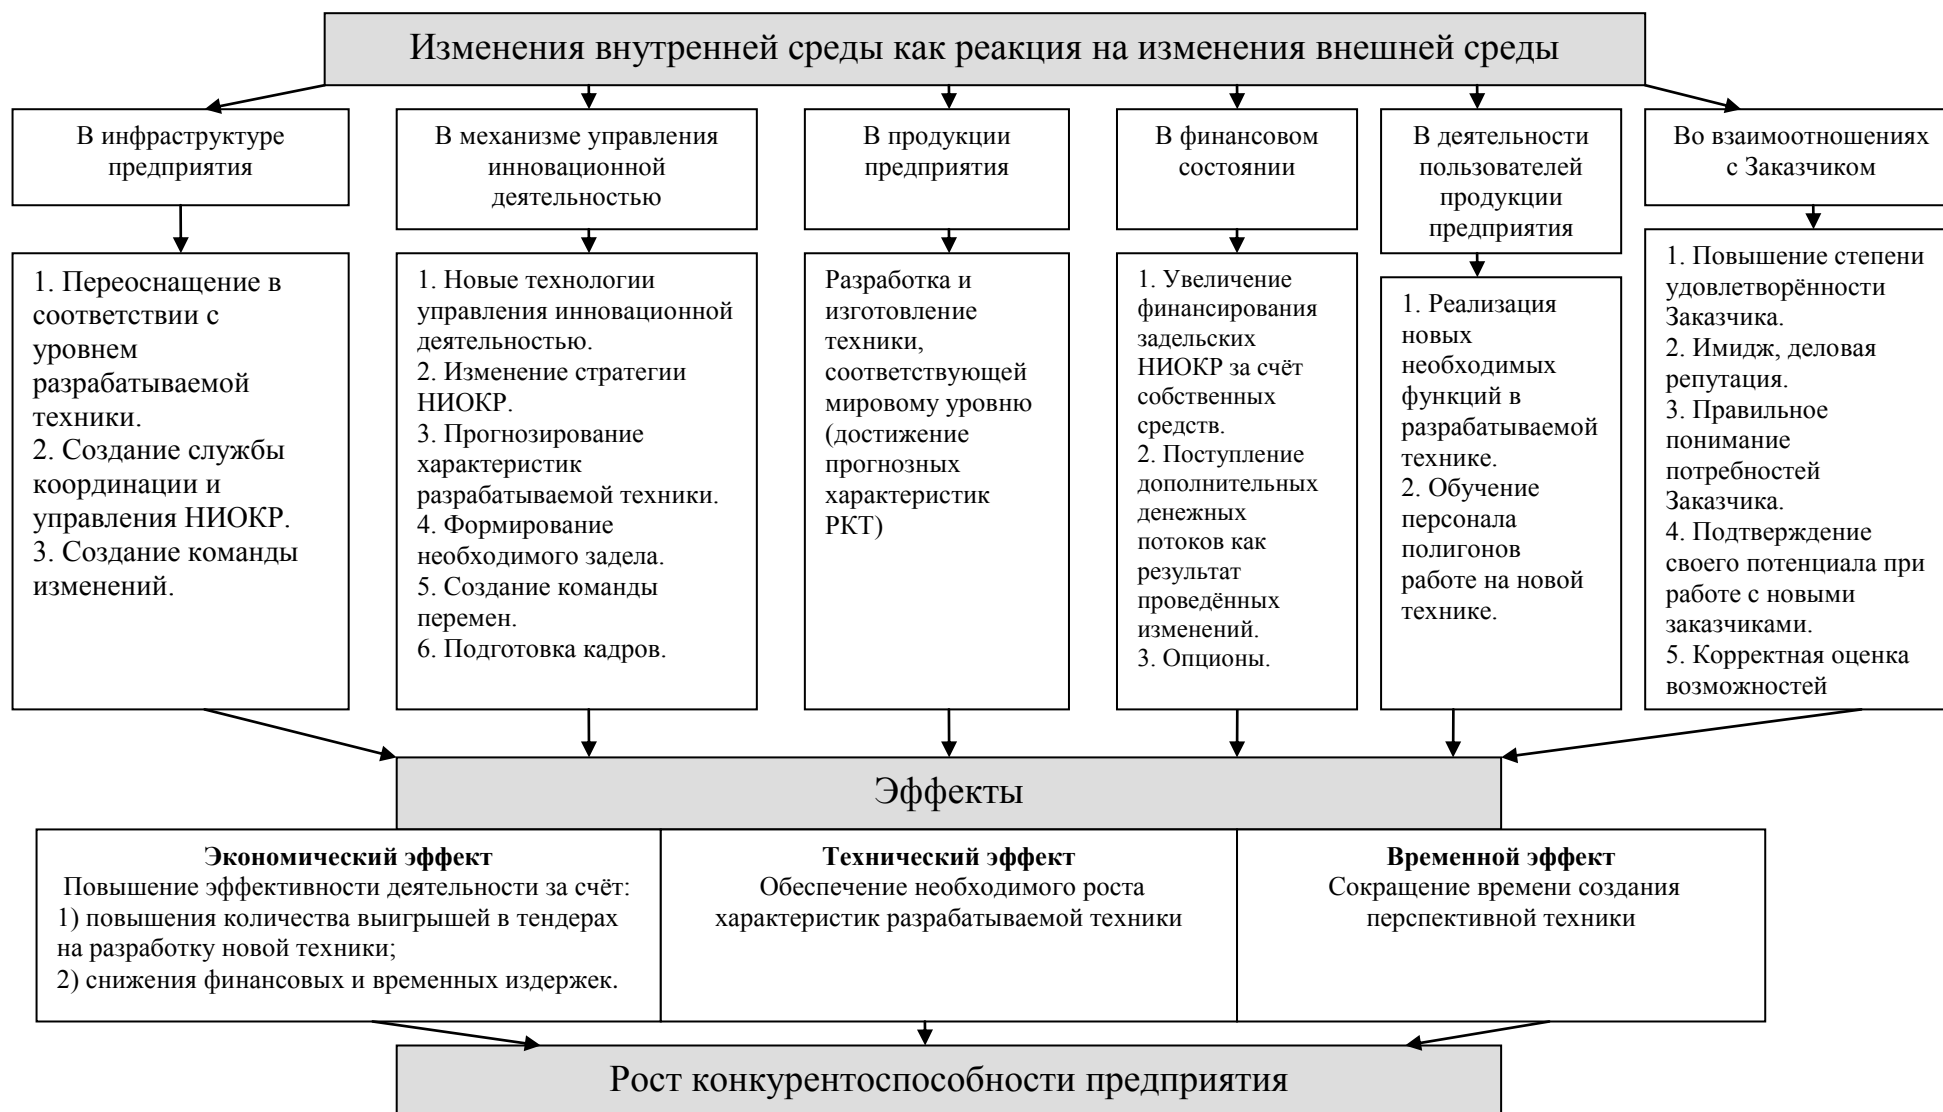 Изменения внутренней среды как реакция на изменения внешней среды
В инфраструктуре
предприятия
В механизме управления
инновационной
деятельностью
В продукции
предприятия
В финансовом
состоянии
В деятельности
пользователей
продукции
предприятия
Во взаимоотношениях
с Заказчиком
1. Переоснащение в
соответствии с
уровнем
разрабатываемой
техники.
2. Создание службы
координации и
управления НИОКР.
3. Создание команды
изменений.
1. Новые технологии
управления инновационной
деятельностью.
2. Изменение стратегии
НИОКР.
3. Прогнозирование
характеристик
разрабатываемой техники.
4. Формирование
необходимого задела.
5. Создание команды
перемен.
6. Подготовка кадров.
Разработка и
изготовление
техники,
соответствующей
мировому уровню
(достижение
прогнозных
характеристик
РКТ)
1. Увеличение
финансирования
задельских
НИОКР за счёт
собственных
средств.
2. Поступление
дополнительных
денежных
потоков как
результат
проведённых
изменений.
3. Опционы.
1. Реализация
новых
необходимых
функций в
разрабатываемой
технике.
2. Обучение
персонала
полигонов
работе на новой
технике.
1. Повышение степени
удовлетворённости
Заказчика.
2. Имидж, деловая
репутация.
3. Правильное
понимание
потребностей
Заказчика.
4. Подтверждение
своего потенциала при
работе с новыми
заказчиками.
5. Корректная оценка
возможностей
Эффекты
Экономический эффект
Повышение эффективности деятельности за счёт:
1) повышения количества выигрышей в тендерах
на разработку новой техники;
2) снижения финансовых и временных издержек.
Технический эффект
Обеспечение необходимого роста
характеристик разрабатываемой техники
Временной эффект
Сокращение времени создания
перспективной техники
Рост конкурентоспособности предприятия